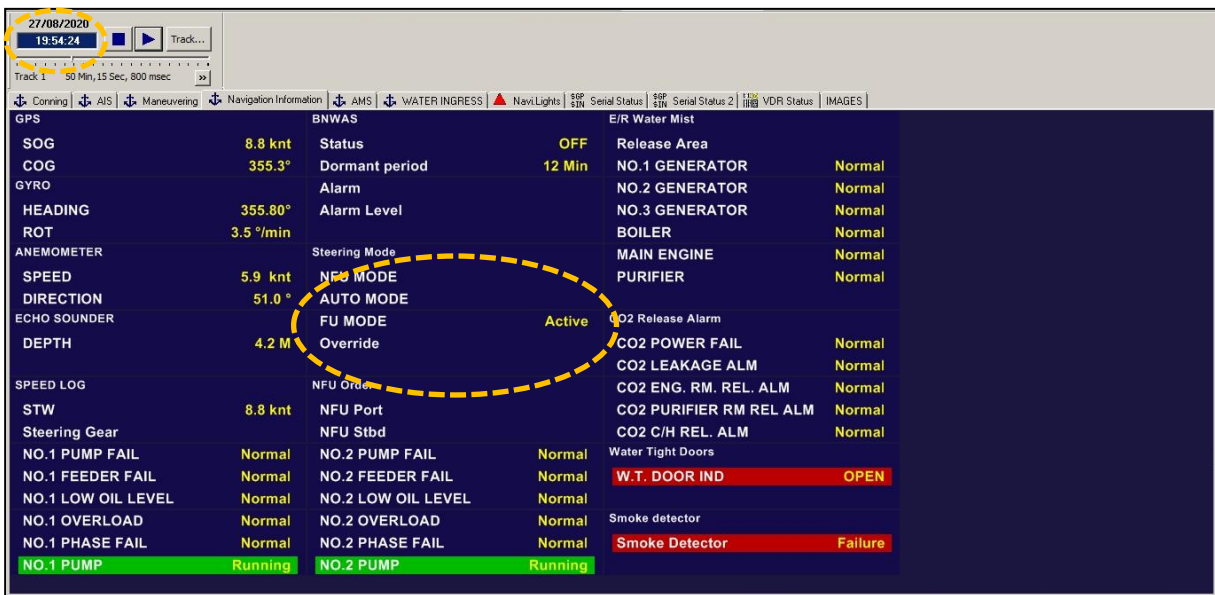 27/08/2020
19:54:24
Track...
Track 1 50 Min,15 Sec, 800 msec »
Conning AIS Maneuvering Navigation Information AMS WATER INGRESS Navi.Lights $GP $IN Serial Status $GP $IN Serial Status 2 VDR Status IMAGES
GPS
SOG 8.8 knt
COG 355.3°
GYRO
HEADING 355.80°
ROT 3.5 °/min
ANEMOMETER
SPEED 5.9 knt
DIRECTION 51.0 °
ECHO SOUNDER
DEPTH 4.2 M
SPEED LOG
STW 8.8 knt
Steering Gear
NO.1 PUMP FAIL Normal
NO.1 FEEDER FAIL Normal
NO.1 LOW OIL LEVEL Normal
NO.1 OVERLOAD Normal
NO.1 PHASE FAIL Normal
NO.1 PUMP Running
BNWAS
Status OFF
Dormant period 12 Min
Alarm
Alarm Level
Steering Mode
NFU MODE
AUTO MODE
FU MODE Active
Override
NFU Order
NFU Port
NFU Stbd
NO.2 PUMP FAIL Normal
NO.2 FEEDER FAIL Normal
NO.2 LOW OIL LEVEL Normal
NO.2 OVERLOAD Normal
NO.2 PHASE FAIL Normal
NO.2 PUMP Running
E/R Water Mist
Release Area
NO.1 GENERATOR Normal
NO.2 GENERATOR Normal
NO.3 GENERATOR Normal
BOILER Normal
MAIN ENGINE Normal
PURIFIER Normal
CO2 Release Alarm
CO2 POWER FAIL Normal
CO2 LEAKAGE ALM Normal
CO2 ENG. RM. REL. ALM Normal
CO2 PURIFIER RM REL ALM Normal
CO2 C/H REL. ALM Normal
Water Tight Doors
W.T. DOOR IND OPEN
Smoke detector
Smoke Detector Failure